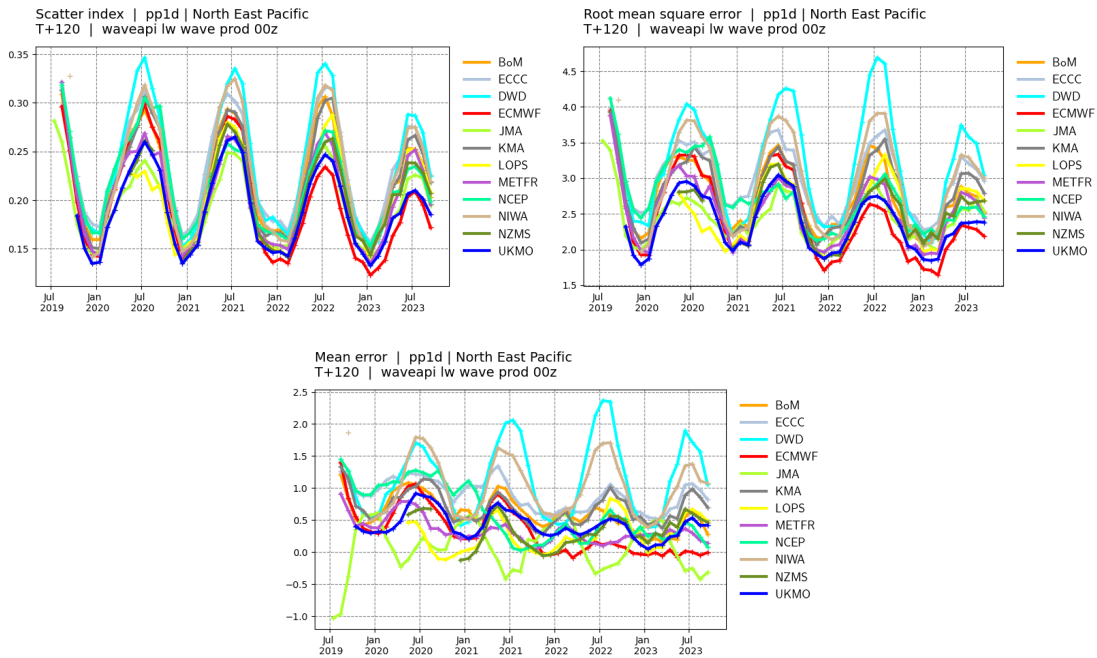 Scatter index | pp1d | North East Pacific
T+120 | waveapi lw wave prod 00z
0.35
0.30
0.25
0.20
0.15
Jul
2019
Jan
2020
Jul
2020
Jan
2021
Jul
2021
Jan
2022
Jul
2022
Jan
2023
Jul
2023
BoM
ECCC
DWD
ECMWF
JMA
KMA
LOPS
METFR
NCEP
NIWA
NZMS
UKMO
Root mean square error | pp1d | North East Pacific
T+120 | waveapi lw wave prod 00z
4.5
4.0
3.5
3.0
2.5
2.0
1.5
Jul
2019
Jan
2020
Jul
2020
Jan
2021
Jul
2021
Jan
2022
Jul
2022
Jan
2023
Jul
2023
BoM
ECCC
DWD
ECMWF
JMA
KMA
LOPS
METFR
NCEP
NIWA
NZMS
UKMO
Mean error | pp1d | North East Pacific
T+120 | waveapi lw wave prod 00z
2.5
2.0
1.5
1.0
0.5
0.0
−0.5
−1.0
Jul
2019
Jan
2020
Jul
2020
Jan
2021
Jul
2021
Jan
2022
Jul
2022
Jan
2023
Jul
2023
BoM
ECCC
DWD
ECMWF
JMA
KMA
LOPS
METFR
NCEP
NIWA
NZMS
UKMO